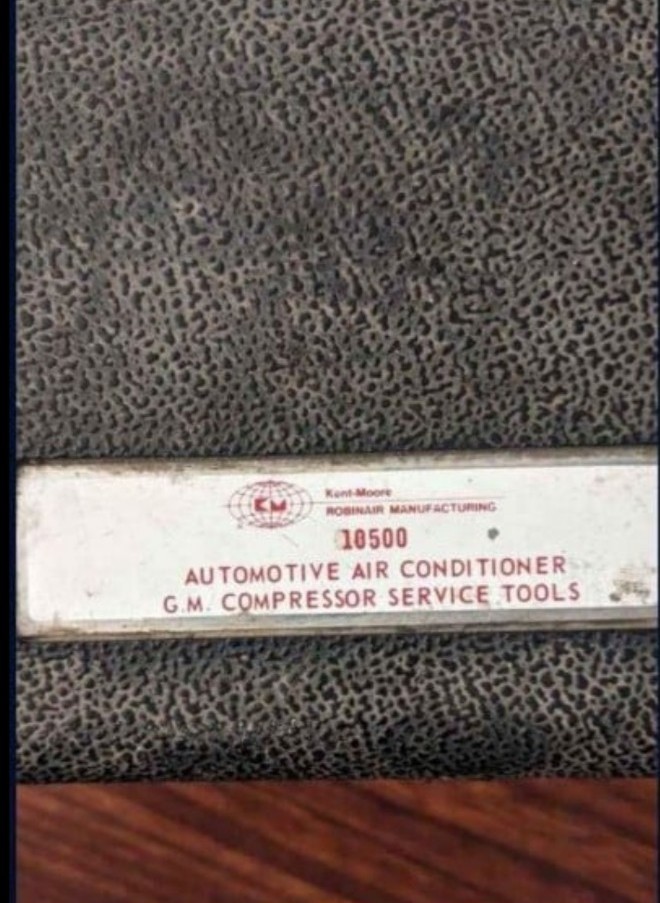 KM
Kent-Moore
ROBINAIR MANUFACTURING
10500
AUTOMOTIVE AIR CONDITIONER
G.M. COMPRESSOR SERVICE TOOLS